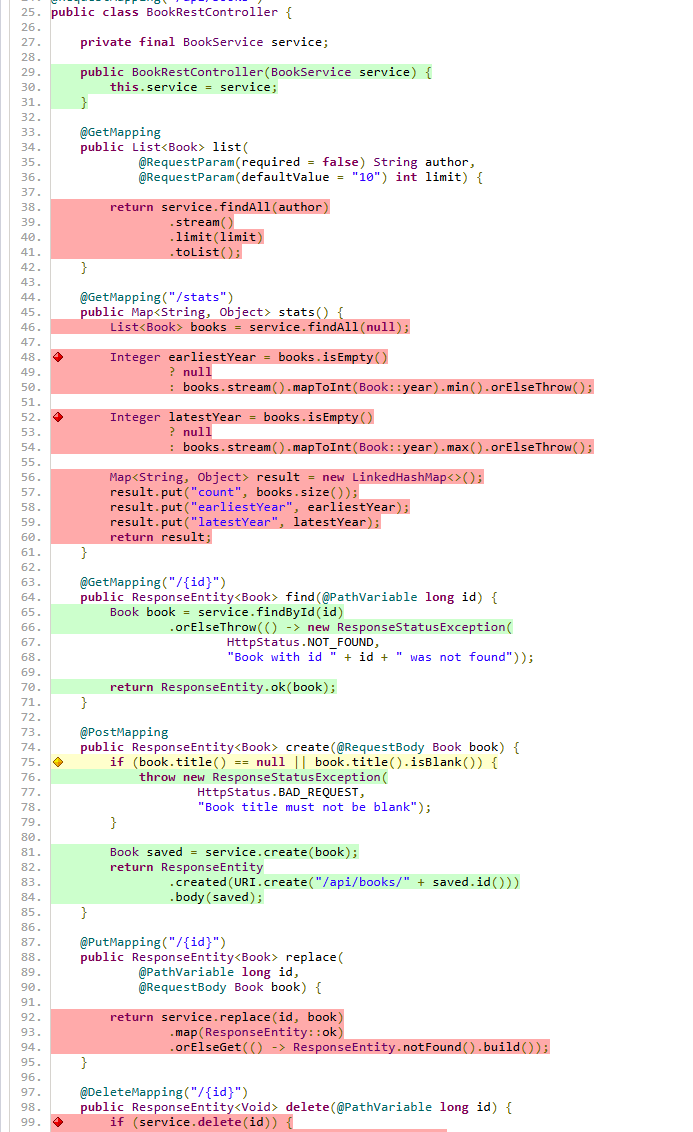 25. public class BookRestController {
26.
27.     private final BookService service;
28.
29.     public BookRestController(BookService service) {
30.         this.service = service;
31.     }
32.
33.     @GetMapping
34.     public List<Book> list(
35.             @RequestParam(required = false) String author,
36.             @RequestParam(defaultValue = "10") int limit) {
37.
38.         return service.findAll(author)
39.                 .stream()
40.                 .limit(limit)
41.                 .toList();
42.     }
43.
44.     @GetMapping("/stats")
45.     public Map<String, Object> stats() {
46.         List<Book> books = service.findAll(null);
47.
48.         Integer earliestYear = books.isEmpty()
49.                 ? null
50.                 : books.stream().mapToInt(Book::year).min().orElseThrow();
51.
52.         Integer latestYear = books.isEmpty()
53.                 ? null
54.                 : books.stream().mapToInt(Book::year).max().orElseThrow();
55.
56.         Map<String, Object> result = new LinkedHashMap<>();
57.         result.put("count", books.size());
58.         result.put("earliestYear", earliestYear);
59.         result.put("latestYear", latestYear);
60.         return result;
61.     }
62.
63.     @GetMapping("/{id}")
64.     public ResponseEntity<Book> find(@PathVariable long id) {
65.         Book book = service.findById(id)
66.                 .orElseThrow(() -> new ResponseStatusException(
67.                         HttpStatus.NOT_FOUND,
68.                         "Book with id " + id + " was not found"));
69.
70.         return ResponseEntity.ok(book);
71.     }
72.
73.     @PostMapping
74.     public ResponseEntity<Book> create(@RequestBody Book book) {
75.         if (book.title() == null || book.title().isBlank()) {
76.             throw new ResponseStatusException(
77.                     HttpStatus.BAD_REQUEST,
78.                     "Book title must not be blank");
79.         }
80.
81.         Book saved = service.create(book);
82.         return ResponseEntity
83.                 .created(URI.create("/api/books/" + saved.id()))
84.                 .body(saved);
85.     }
86.
87.     @PutMapping("/{id}")
88.     public ResponseEntity<Book> replace(
89.             @PathVariable long id,
90.             @RequestBody Book book) {
91.
92.         return service.replace(id, book)
93.                 .map(ResponseEntity::ok)
94.                 .orElseGet(() -> ResponseEntity.notFound().build());
95.     }
96.
97.     @DeleteMapping("/{id}")
98.     public ResponseEntity<Void> delete(@PathVariable long id) {
99.         if (service.delete(id)) {